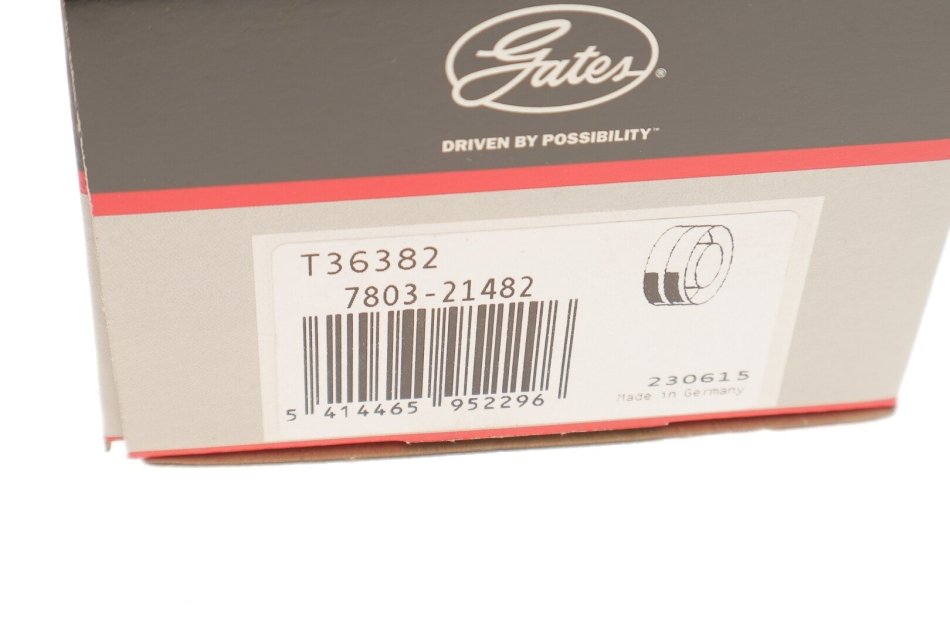 Gates®
DRIVEN BY POSSIBILITY™
T36382
7803-21482
5 414465 952296
230615
Made in Germany